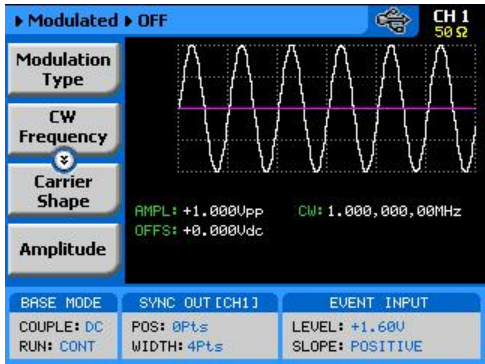 ▸ Modulated ▸ OFF
CH 1
50 Ω
Modulation
Type
CW
Frequency
Carrier
Shape
Amplitude
AMPL: +1.000Vpp CW: 1.000,000,00MHz
OFFS: +0.000Vdc
BASE MODE
COUPLE: DC
RUN: CONT
SYNC OUT [CH1]
POS: 0Pts
WIDTH: 4Pts
EVENT INPUT
LEVEL: +1.60V
SLOPE: POSITIVE